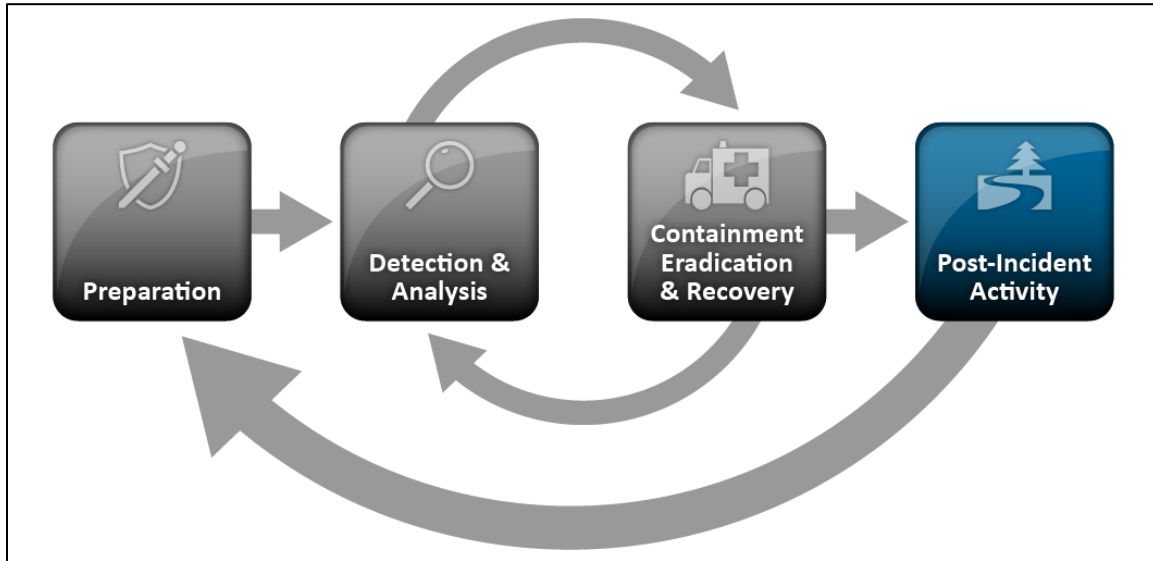 Preparation
Detection &
Analysis
Containment
Eradication
& Recovery
Post-Incident
Activity